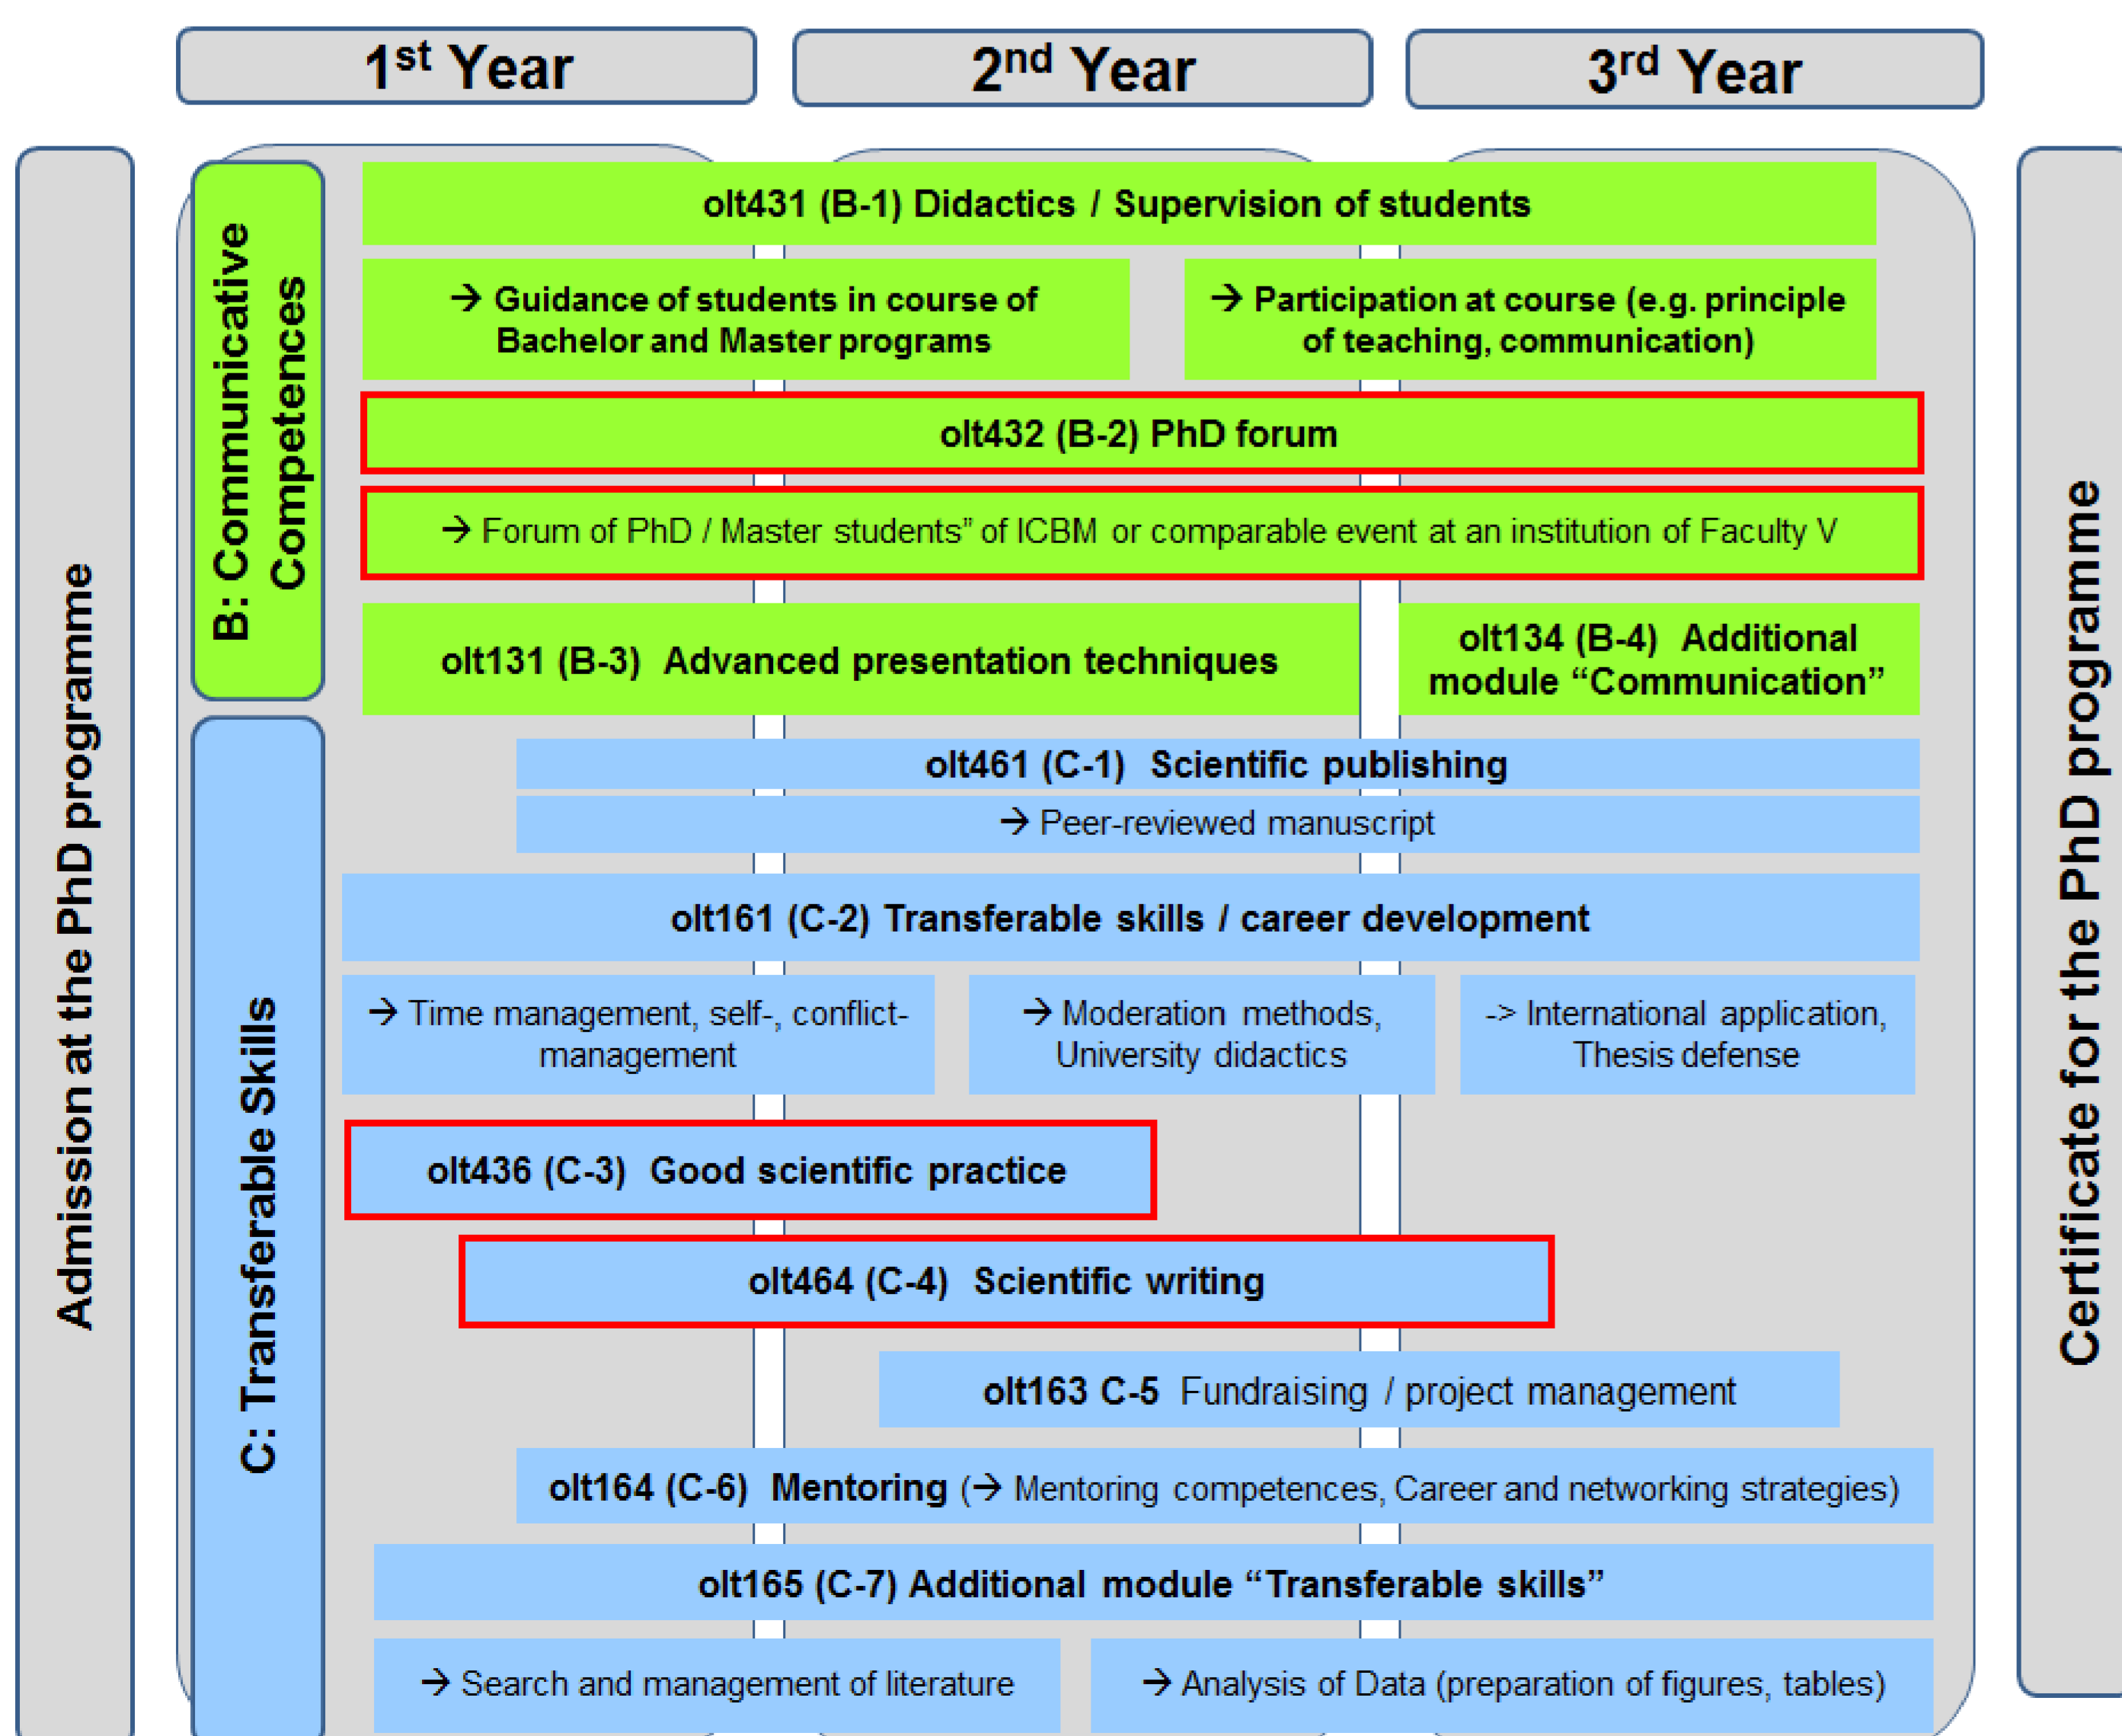 1st Year
2nd Year
3rd Year
Admission at the PhD programme
B: Communicative
Competences
olt431 (B-1) Didactics / Supervision of students
→ Guidance of students in course of
Bachelor and Master programs
→ Participation at course (e.g. principle
of teaching, communication)
olt432 (B-2) PhD forum
→ Forum of PhD / Master students” of ICBM or comparable event at an institution of Faculty V
olt131 (B-3) Advanced presentation techniques
olt134 (B-4) Additional
module “Communication”
C: Transferable Skills
olt461 (C-1) Scientific publishing
→ Peer-reviewed manuscript
olt161 (C-2) Transferable skills / career development
→ Time management, self-, conflict-
management
→ Moderation methods,
University didactics
-> International application,
Thesis defense
olt436 (C-3) Good scientific practice
olt464 (C-4) Scientific writing
olt163 C-5 Fundraising / project management
olt164 (C-6) Mentoring (→ Mentoring competences, Career and networking strategies)
olt165 (C-7) Additional module “Transferable skills”
→ Search and management of literature
→ Analysis of Data (preparation of figures, tables)
Certificate for the PhD programme